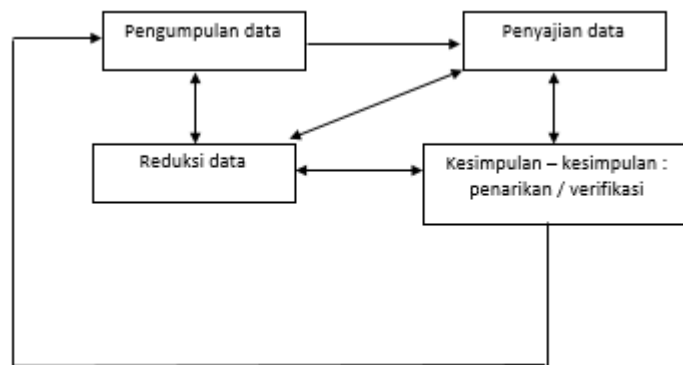 Pengumpulan data
Penyajian data
Reduksi data
Kesimpulan – kesimpulan :
penarikan / verifikasi